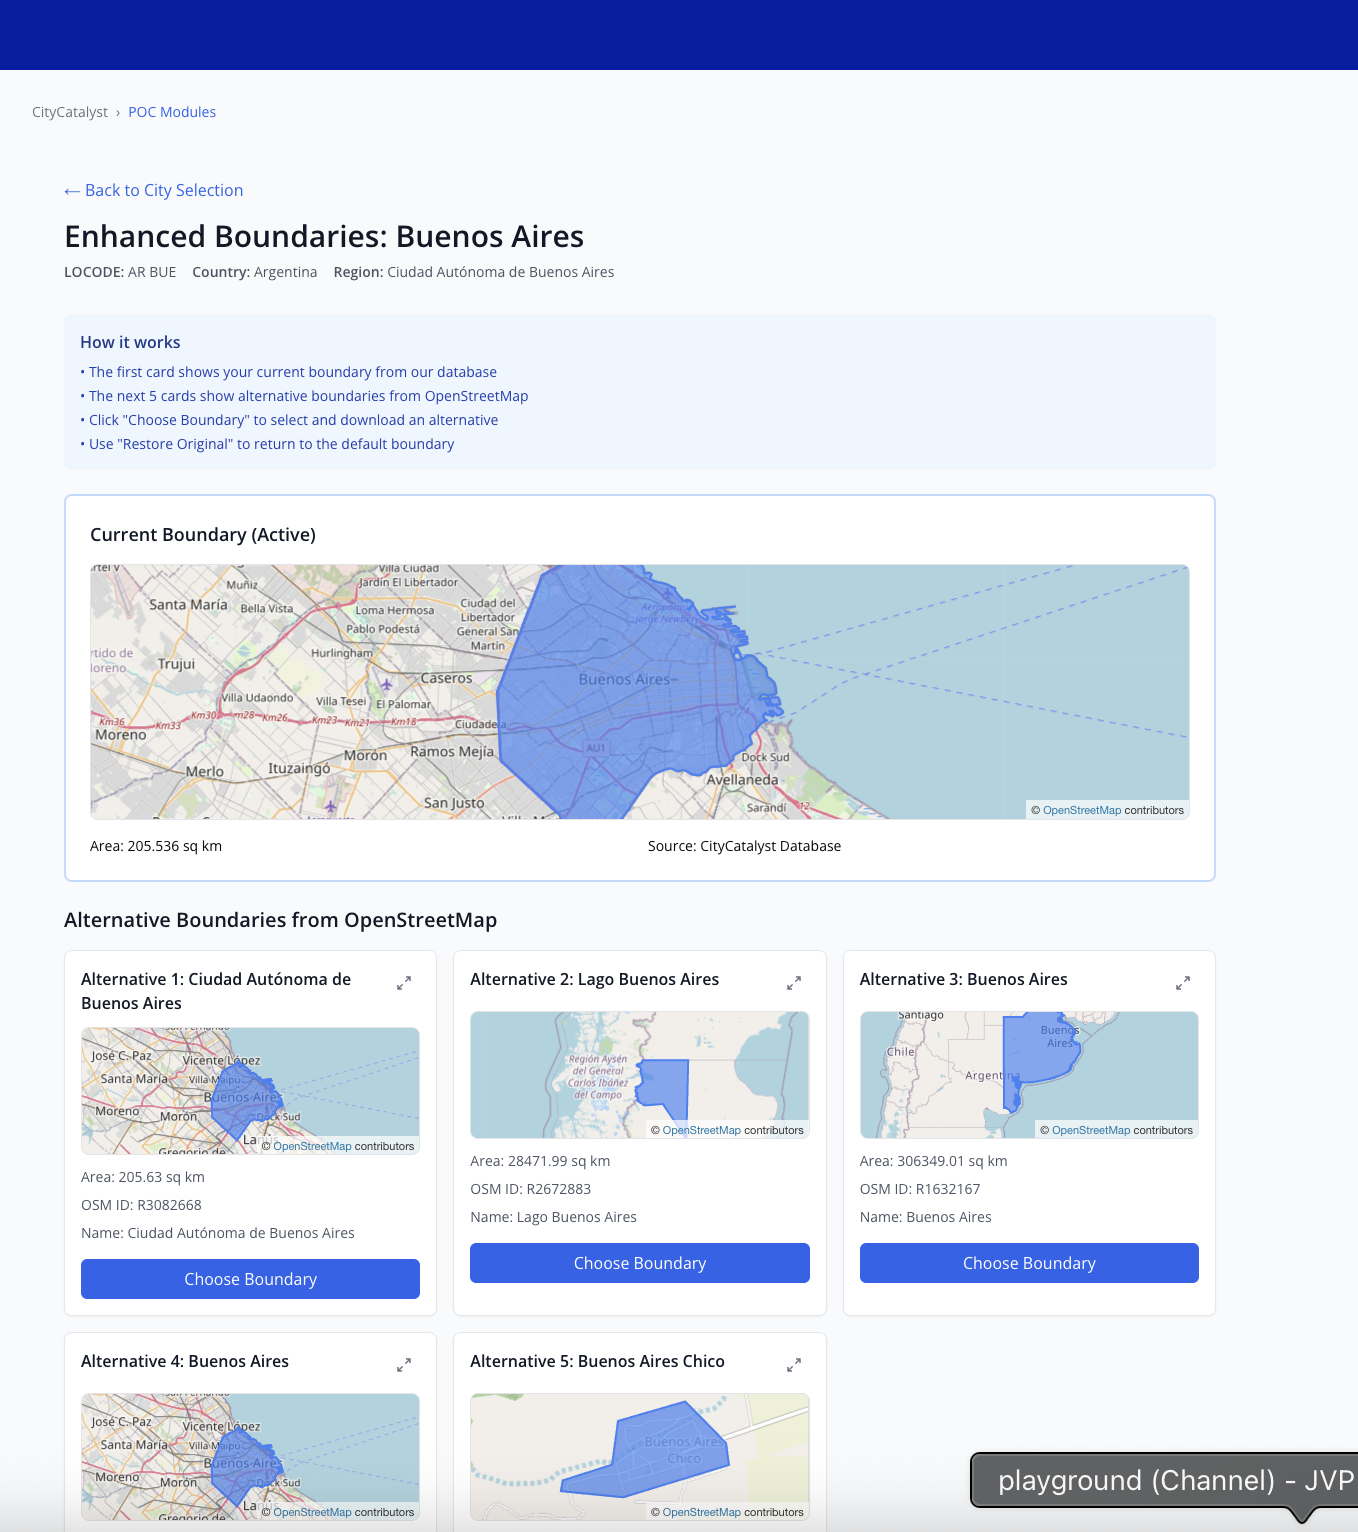 CityCatalyst › POC Modules
← Back to City Selection
Enhanced Boundaries: Buenos Aires
LOCODE: AR BUE Country: Argentina Region: Ciudad Autónoma de Buenos Aires
How it works
• The first card shows your current boundary from our database
• The next 5 cards show alternative boundaries from OpenStreetMap
• Click "Choose Boundary" to select and download an alternative
• Use "Restore Original" to return to the default boundary
Current Boundary (Active)
Villa Ciudad
Jardín El Libertador
Muñiz
Santa María
Bella Vista
Loma Hermosa
Ciudad del
Libertador
General San
Martín
Aeroparque
Jorge Newbery
Pablo Podestá
Hurlingham
Trujui
Caseros
Buenos Aires
Villa Udaondo
Villa Tesei
El Palomar
Km36
Km33
Km30
Km28
Km26
Km23
Km21
Km18
Moreno
Ciudadela
Ramos Mejía
AU1
Morón
Dock Sud
Merlo
Ituzaingó
Avellaneda
San Justo
Sarandí
12
© OpenStreetMap contributors
Area: 205.536 sq km Source: CityCatalyst Database
Alternative Boundaries from OpenStreetMap
Alternative 1: Ciudad Autónoma de
Buenos Aires
José C. Paz
Vicente López
Santa María
Villa Maipú
Buenos Aires
Moreno
Morón
Dock Sud
© OpenStreetMap contributors
Area: 205.63 sq km
OSM ID: R3082668
Name: Ciudad Autónoma de Buenos Aires
Choose Boundary
Alternative 2: Lago Buenos Aires
Región Aysén
del General
Carlos Ibáñez
del Campo
© OpenStreetMap contributors
Area: 28471.99 sq km
OSM ID: R2672883
Name: Lago Buenos Aires
Choose Boundary
Alternative 3: Buenos Aires
Santiago
Buenos
Aires
Chile
Argentina
© OpenStreetMap contributors
Area: 306349.01 sq km
OSM ID: R1632167
Name: Buenos Aires
Choose Boundary
Alternative 4: Buenos Aires
José C. Paz
Vicente López
Santa María
Villa Maipú
Buenos Aires
Moreno
Morón
Dock Sud
© OpenStreetMap contributors
Alternative 5: Buenos Aires Chico
Buenos Aires
Chico
© OpenStreetMap contributors
playground (Channel) - JVP